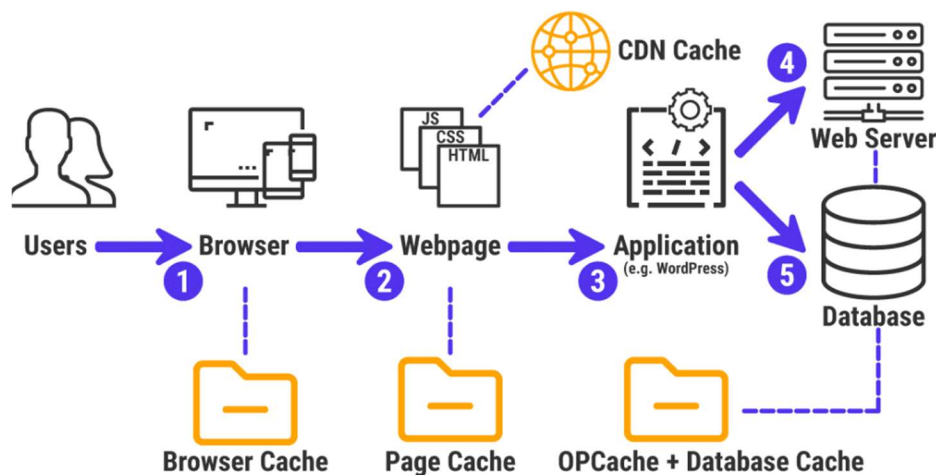 CDN Cache
4
JS
CSS
HTML
< / >
Web Server
Users
Browser
Webpage
Application
(e.g. WordPress)
1
2
3
5
Database
Browser Cache
Page Cache
OPCache + Database Cache